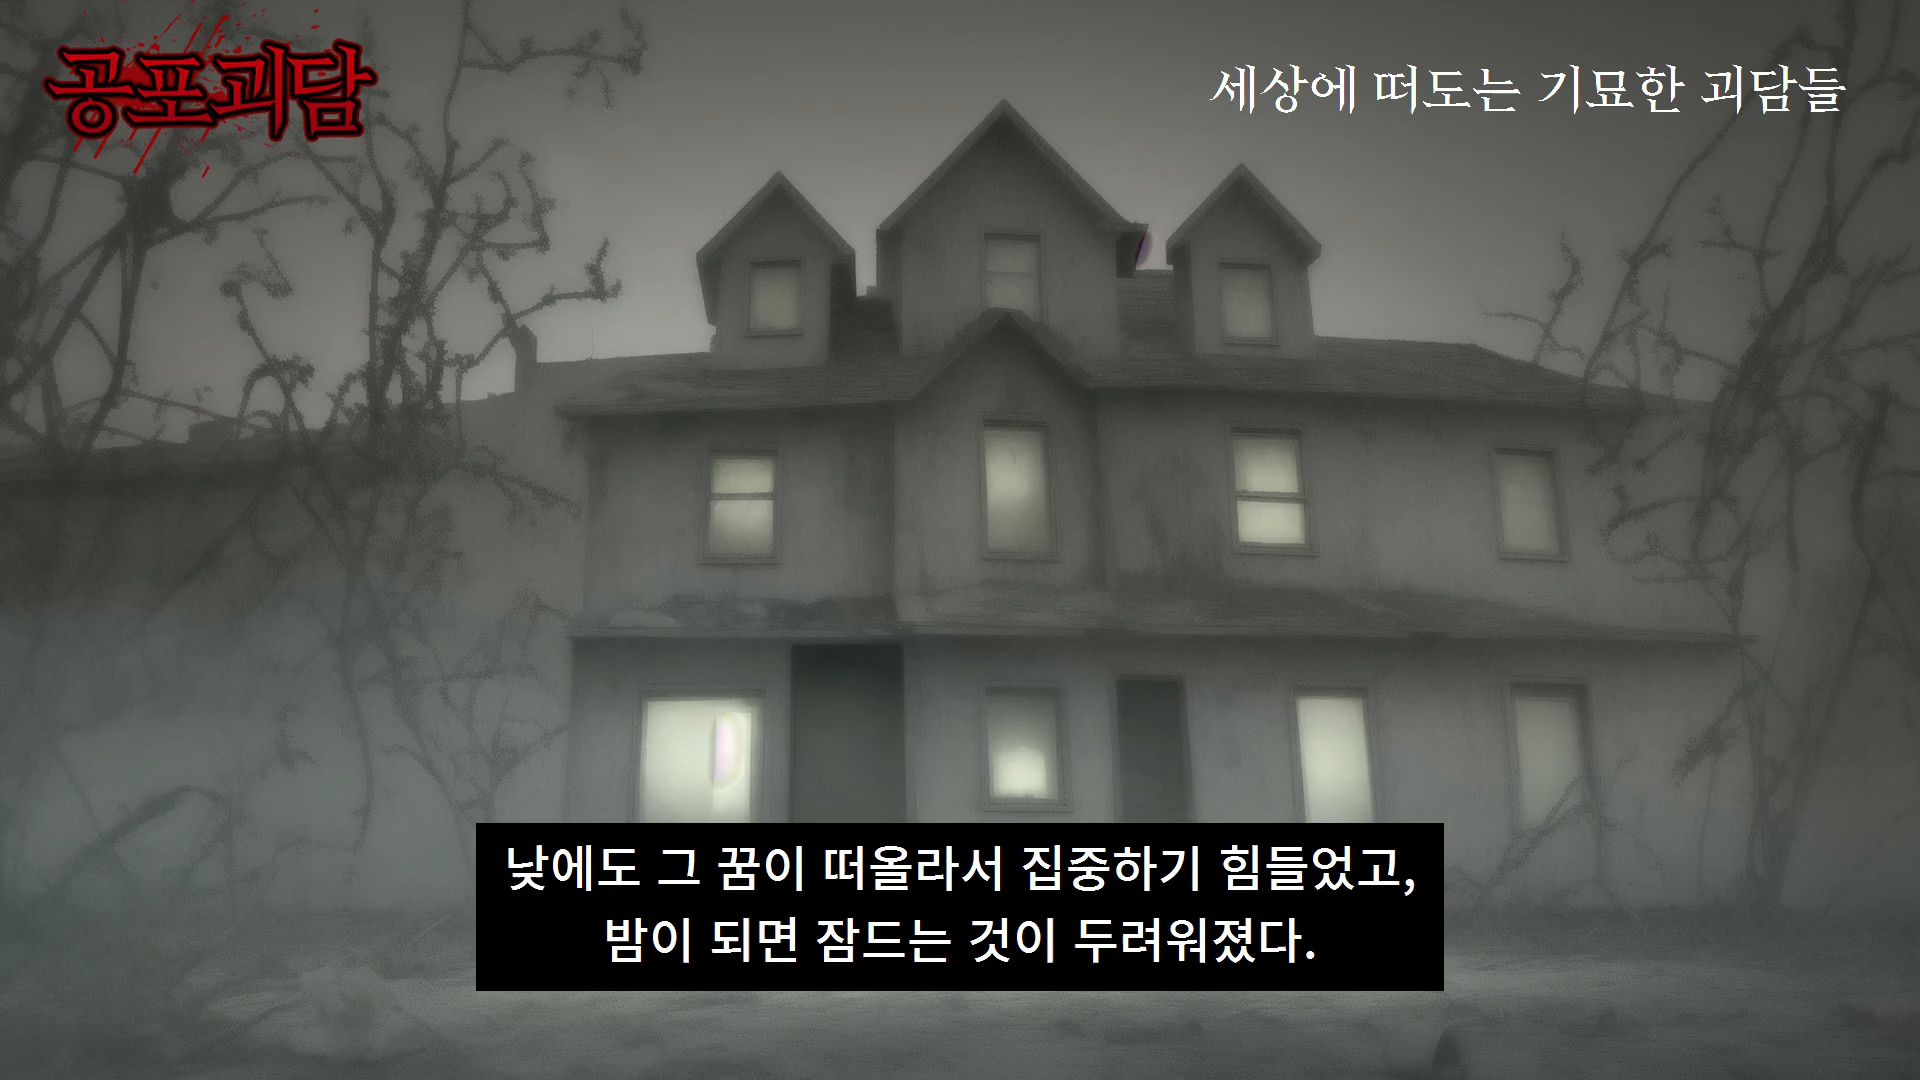 공포괴담
세상에 떠도는 기묘한 괴담들
낮에도 그 꿈이 떠올라서 집중하기 힘들었고,
밤이 되면 잠드는 것이 두려워졌다.